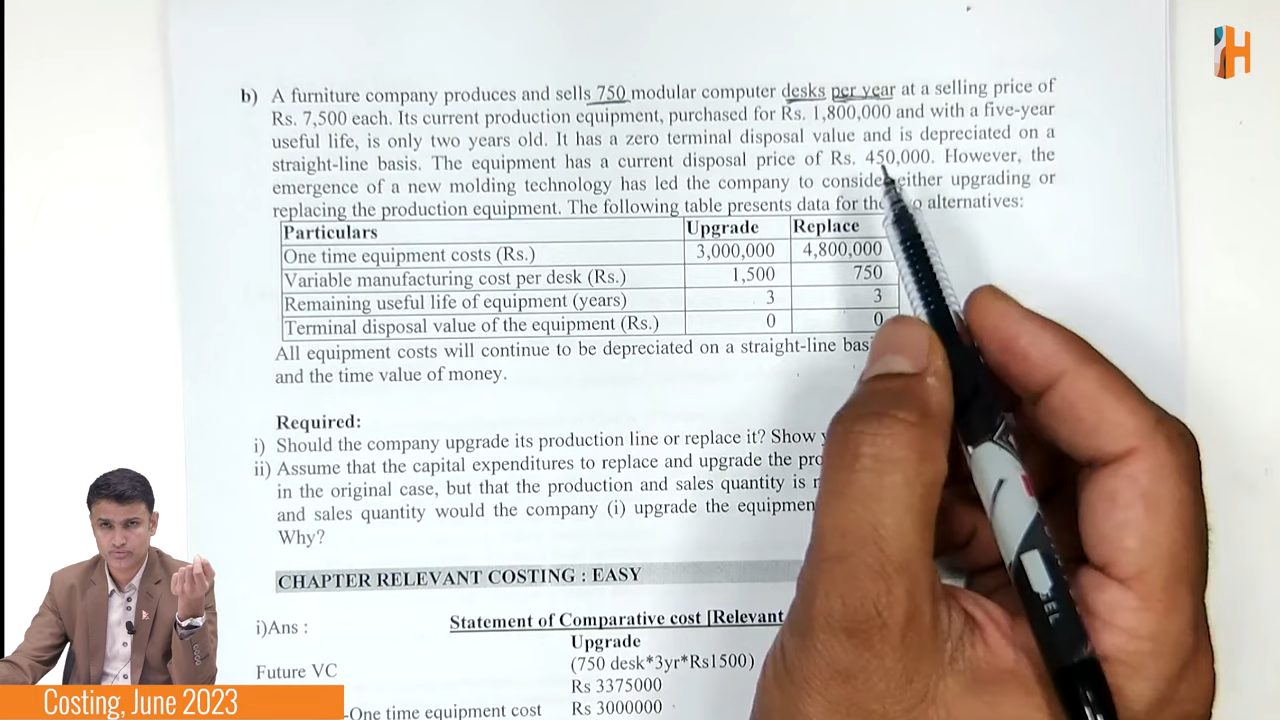 H
b) A furniture company produces and sells 750 modular computer desks per year at a selling price of
Rs. 7,500 each. Its current production equipment, purchased for Rs. 1,800,000 and with a five-year
useful life, is only two years old. It has a zero terminal disposal value and is depreciated on a
straight-line basis. The equipment has a current disposal price of Rs. 450,000. However, the
emergence of a new molding technology has led the company to consider either upgrading or
replacing the production equipment. The following table presents data for the alternatives:
Particulars Upgrade Replace
One time equipment costs (Rs.) 3,000,000 4,800,000
Variable manufacturing cost per desk (Rs.) 1,500 750
Remaining useful life of equipment (years) 3 3
Terminal disposal value of the equipment (Rs.) 0 0
All equipment costs will continue to be depreciated on a straight-line
and the time value of money.
Required:
i) Should the company upgrade its production line or replace it? Show
ii) Assume that the capital expenditures to replace and upgrade the
in the original case, but that the production and sales quantity is
and sales quantity would the company (i) upgrade the
Why?
CHAPTER RELEVANT COSTING : EASY
i)Ans : Statement of Comparative cost [Relevant
Upgrade
Future VC (750 desk*3yr*Rs1500)
Rs 3375000
-One time equipment cost Rs 3000000
Costing, June 2023